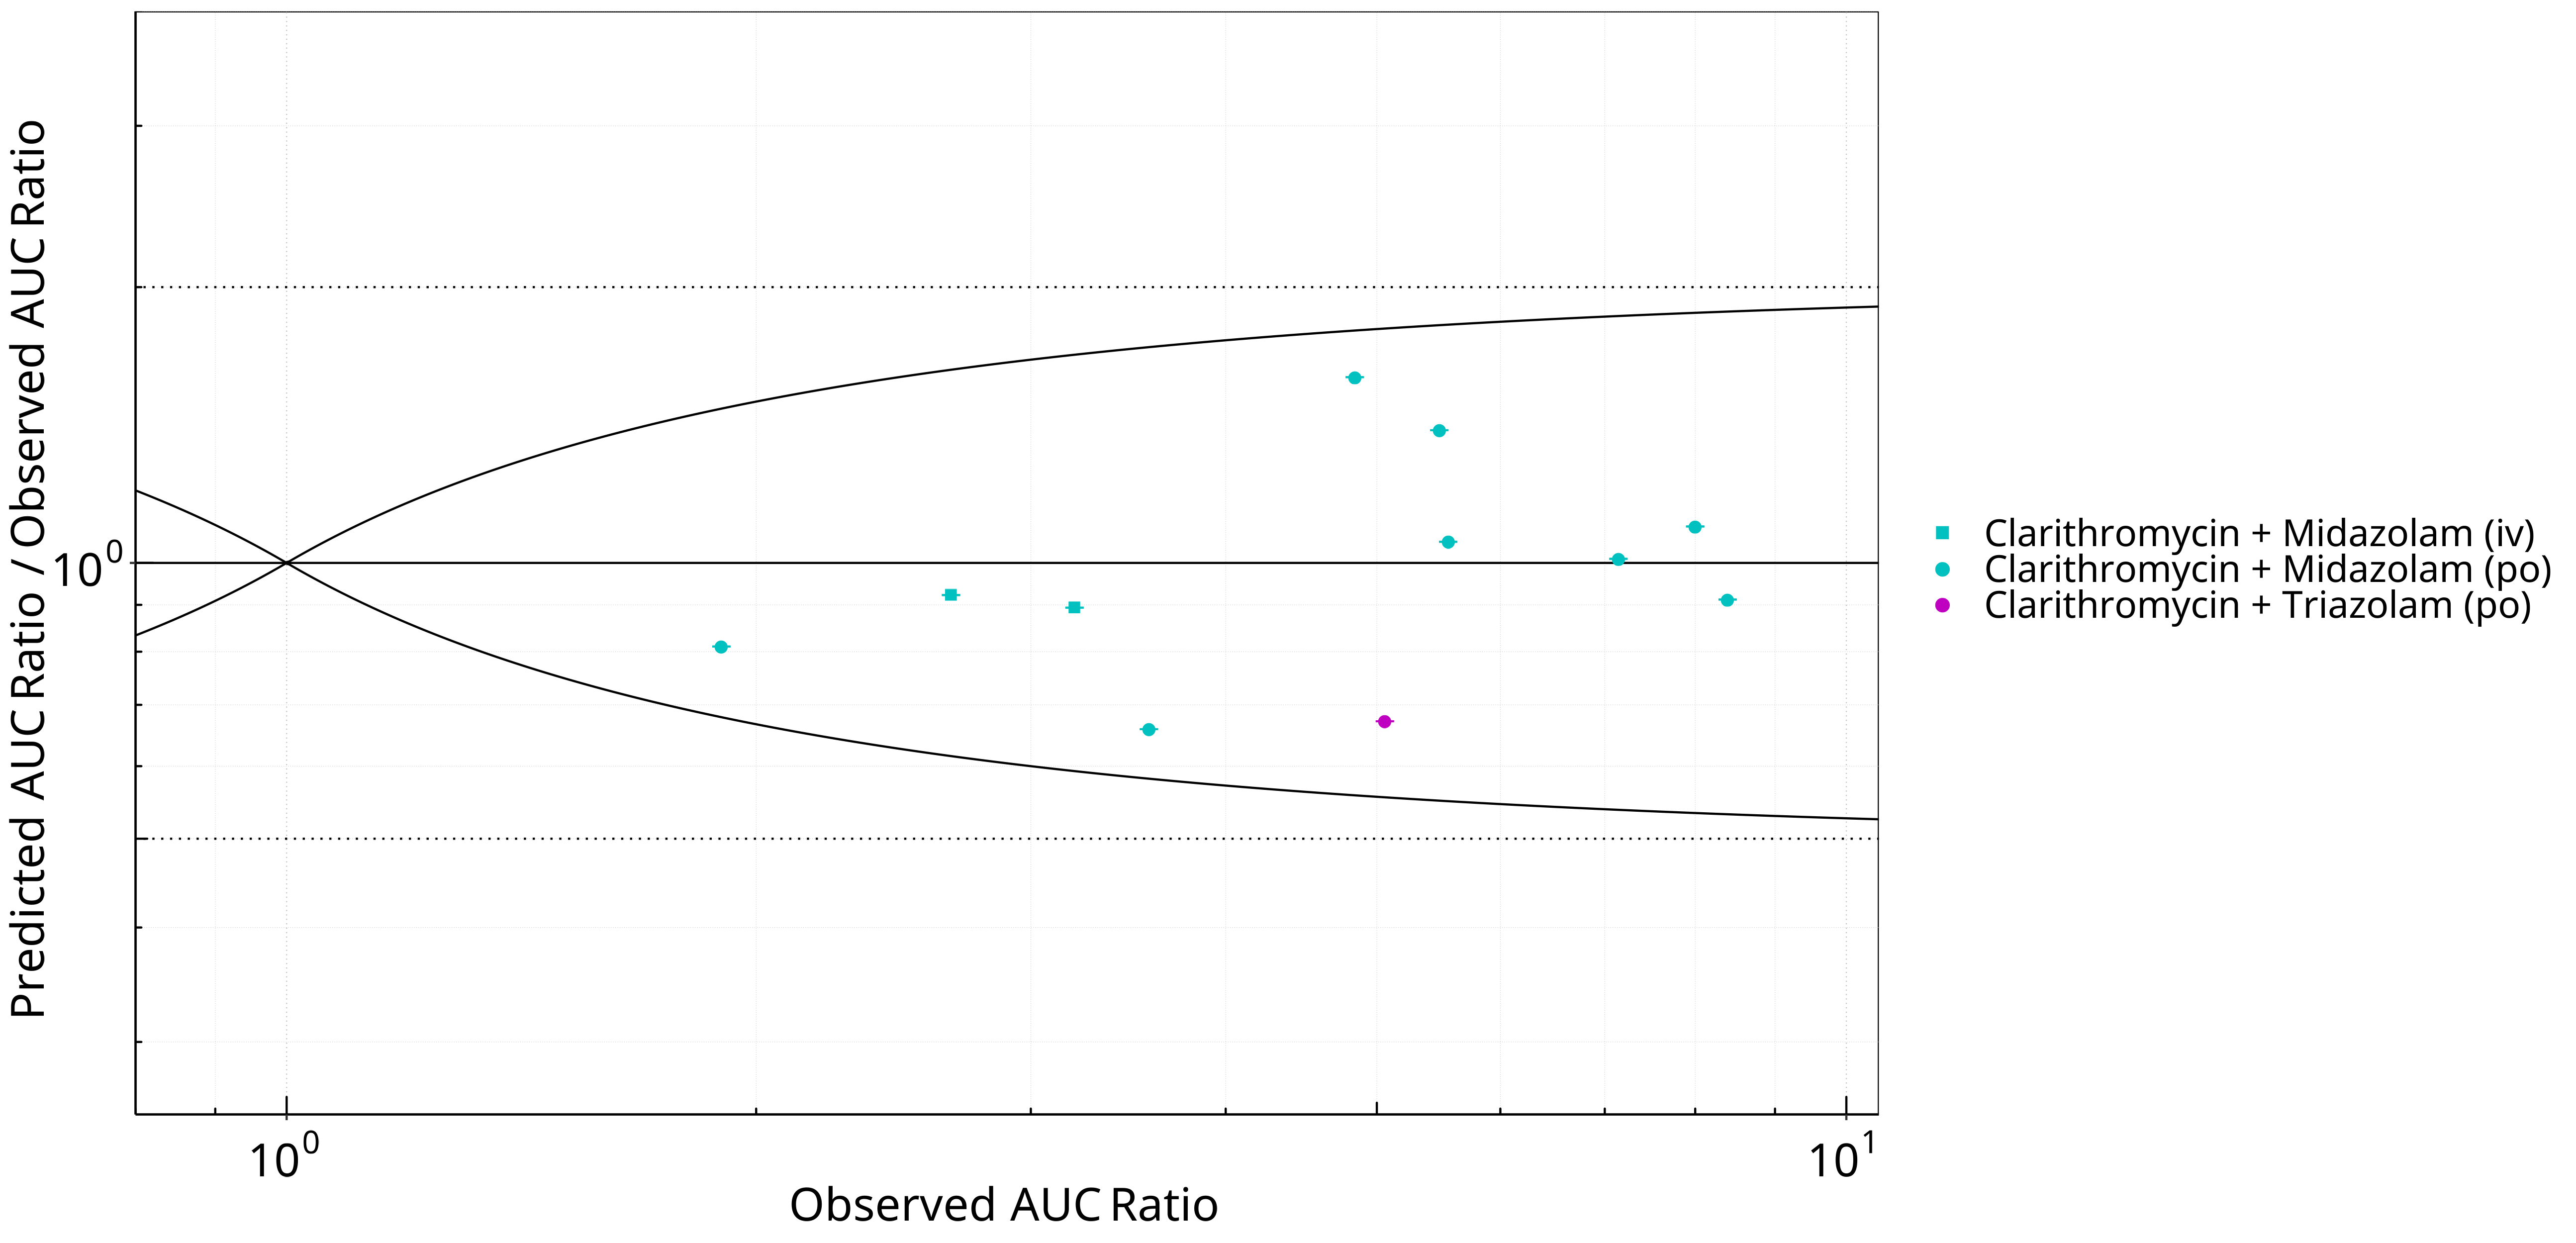 Predicted AUC Ratio / Observed AUC Ratio
10⁰
10⁰
10¹
Observed AUC Ratio
Clarithromycin + Midazolam (iv)
Clarithromycin + Midazolam (po)
Clarithromycin + Triazolam (po)